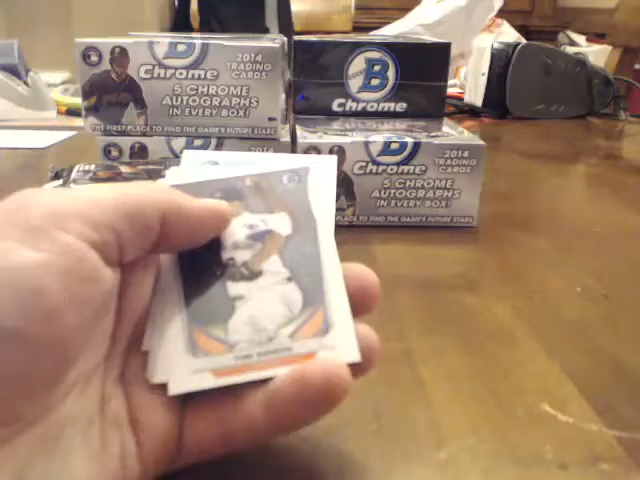 B
Chrome
2014
TRADING
CARDS
5 CHROME
AUTOGRAPHS
IN EVERY BOX!
THE FIRST PLACE TO FIND THE GAME'S FUTURE STARS
B
Chrome
2014
B
Chrome
2014
TRADING
CARDS
5 CHROME
AUTOGRAPHS
IN EVERY BOX!
PLACE TO FIND THE GAME'S FUTURE STARS